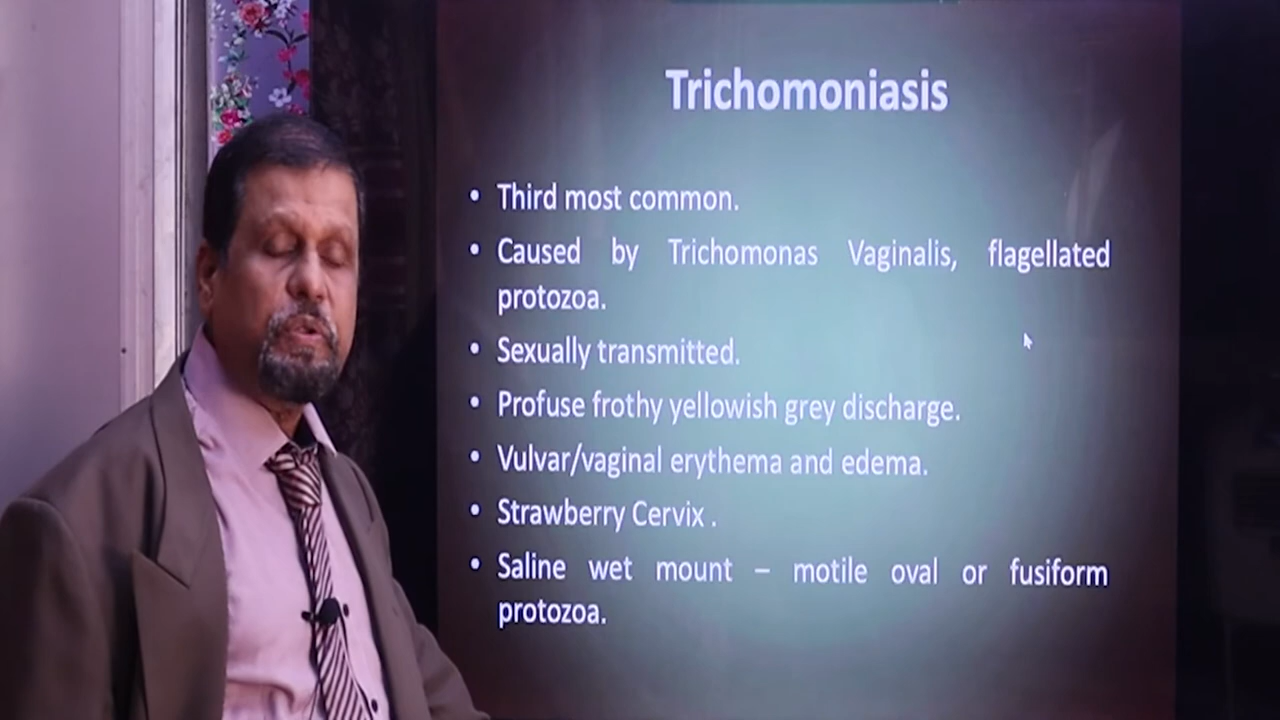 Trichomoniasis
• Third most common.
• Caused by Trichomonas Vaginalis, flagellated
protozoa.
• Sexually transmitted.
• Profuse frothy yellowish grey discharge.
• Vulvar/vaginal erythema and edema.
• Strawberry Cervix .
• Saline wet mount – motile oval or fusiform
protozoa.